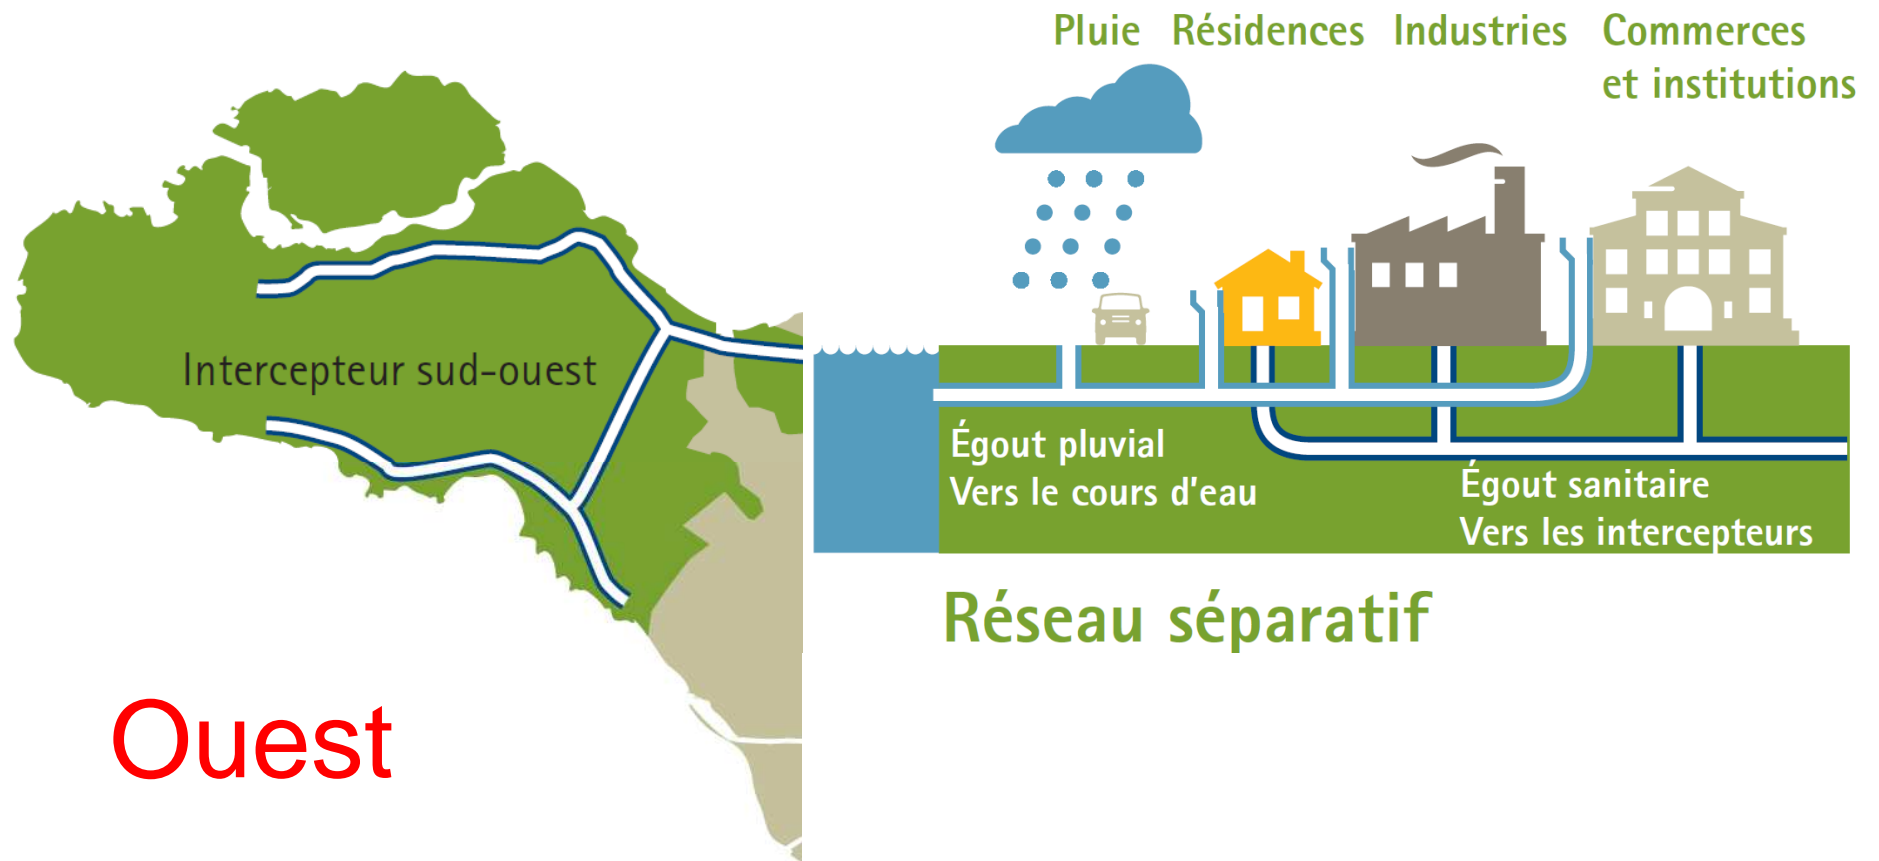 Pluie Résidences Industries Commerces
et institutions
Intercepteur sud-ouest
Égout pluvial
Vers le cours d'eau
Égout sanitaire
Vers les intercepteurs
Réseau séparatif
Ouest